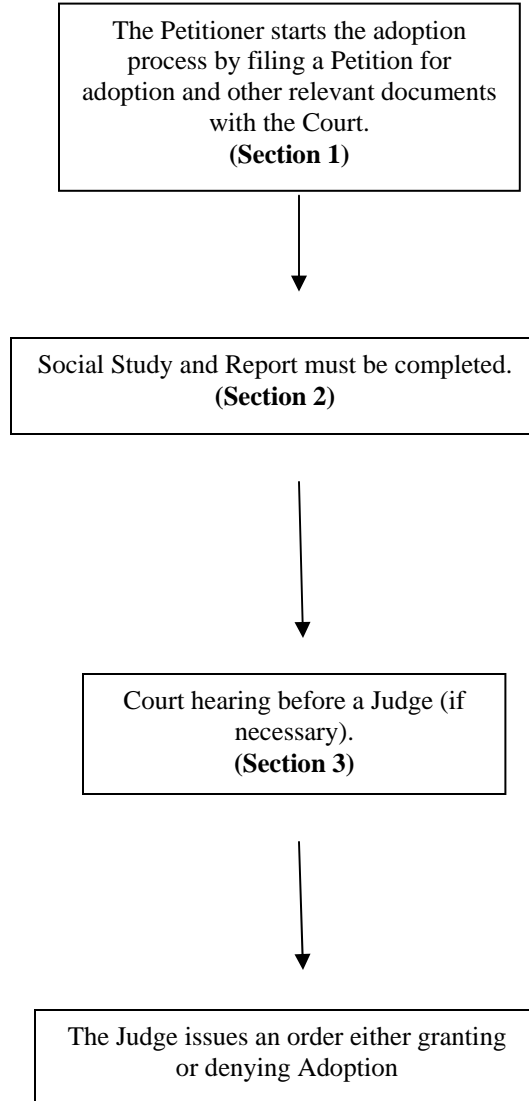 The Petitioner starts the adoption
process by filing a Petition for
adoption and other relevant documents
with the Court.
(Section 1)
Social Study and Report must be completed.
(Section 2)
Court hearing before a Judge (if
necessary).
(Section 3)
The Judge issues an order either granting
or denying Adoption